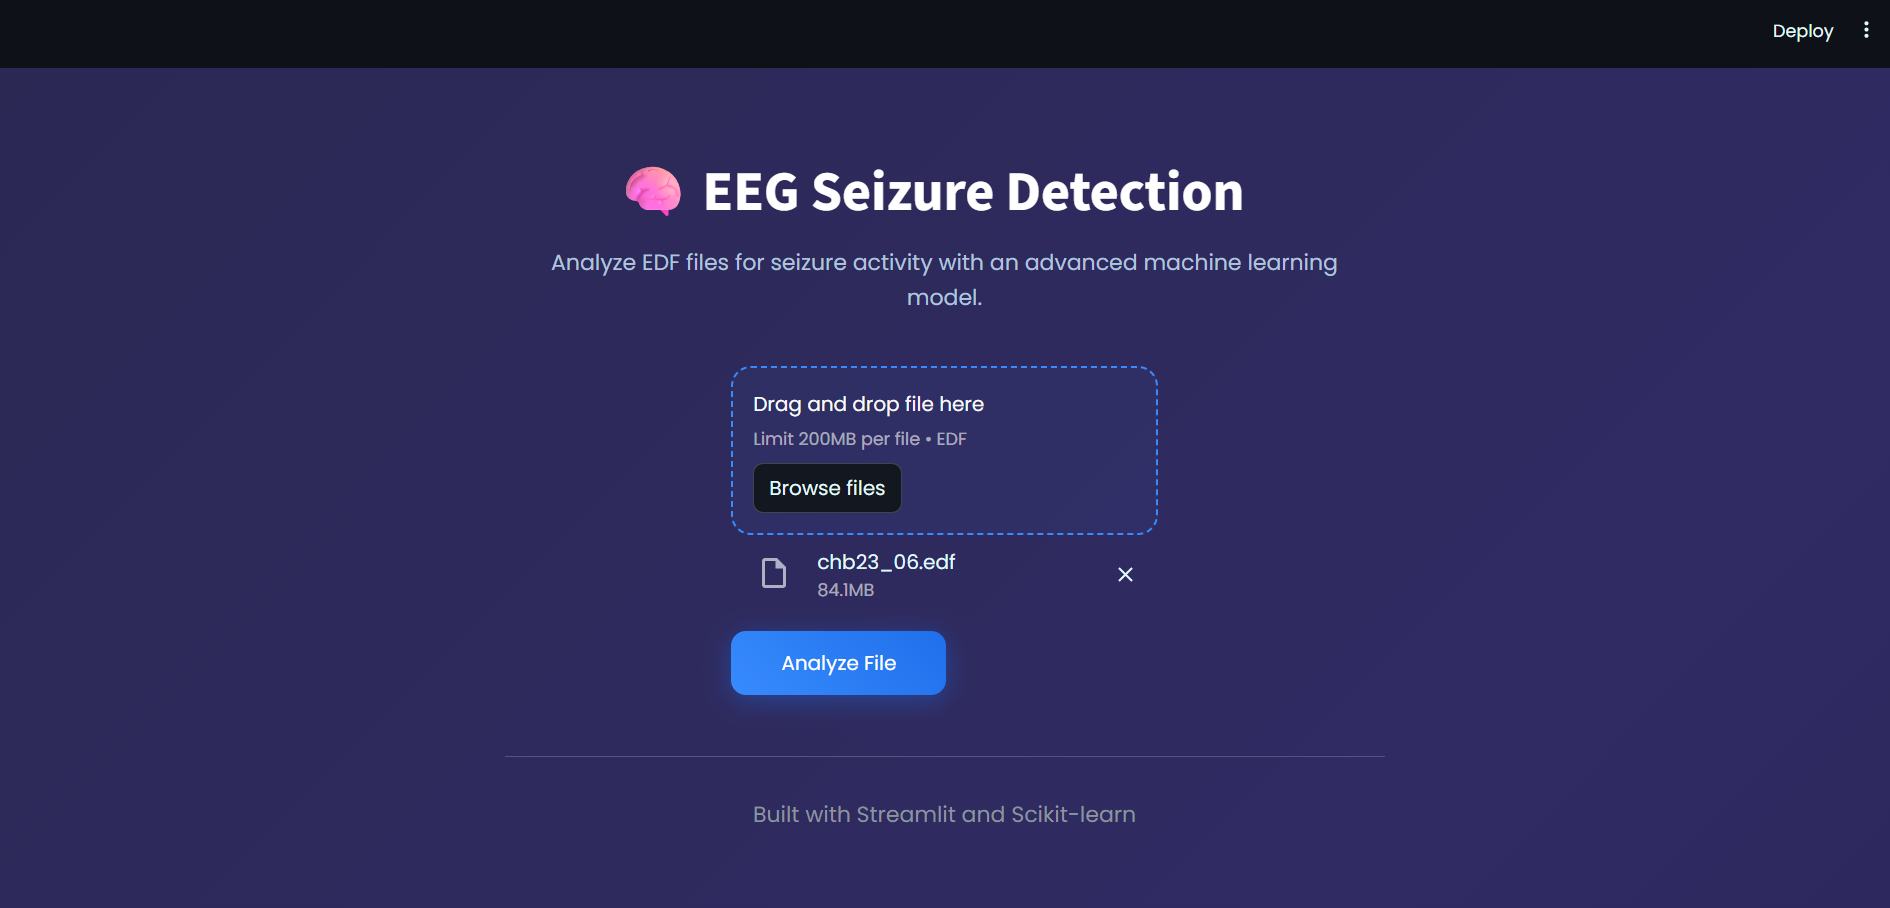 Deploy
EEG Seizure Detection
Analyze EDF files for seizure activity with an advanced machine learning
model.
Drag and drop file here
Limit 200MB per file • EDF
Browse files
chb23_06.edf
84.1MB
Analyze File
Built with Streamlit and Scikit-learn